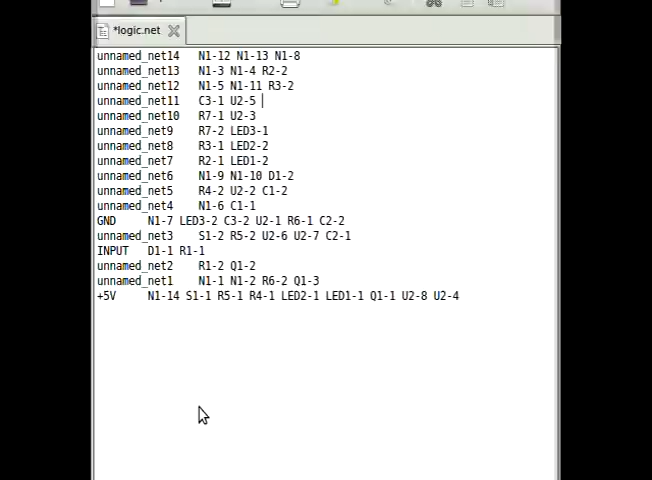 *logic.net
unnamed_net14 N1-12 N1-13 N1-8
unnamed_net13 N1-3 N1-4 R2-2
unnamed_net12 N1-5 N1-11 R3-2
unnamed_net11 C3-1 U2-5
unnamed_net10 R7-1 U2-3
unnamed_net9 R7-2 LED3-1
unnamed_net8 R3-1 LED2-2
unnamed_net7 R2-1 LED1-2
unnamed_net6 N1-9 N1-10 D1-2
unnamed_net5 R4-2 U2-2 C1-2
unnamed_net4 N1-6 C1-1
GND N1-7 LED3-2 C3-2 U2-1 R6-1 C2-2
unnamed_net3 S1-2 R5-2 U2-6 U2-7 C2-1
INPUT D1-1 R1-1
unnamed_net2 R1-2 Q1-2
unnamed_net1 N1-1 N1-2 R6-2 Q1-3
+5V N1-14 S1-1 R5-1 R4-1 LED2-1 LED1-1 Q1-1 U2-8 U2-4